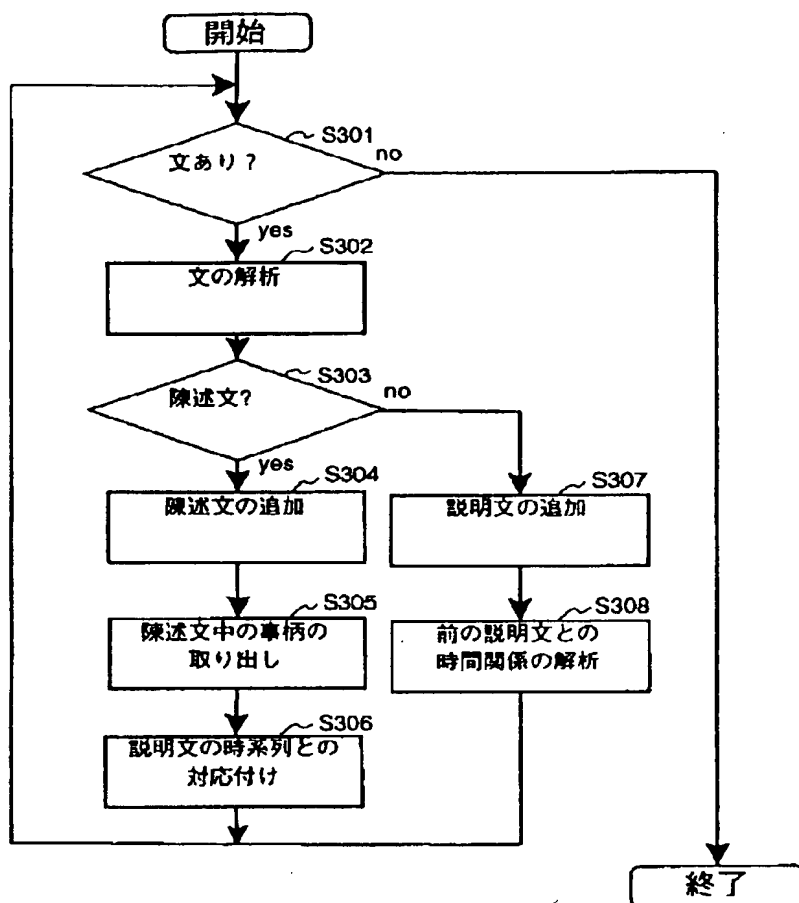 開始
S301
文あり?
no
yes
S302
文の解析
S303
陳述文?
no
yes
S304
陳述文の追加
S307
説明文の追加
S305
陳述文中の事柄の
取り出し
S308
前の説明文との
時間関係の解析
S306
説明文の時系列との
対応付け
終了